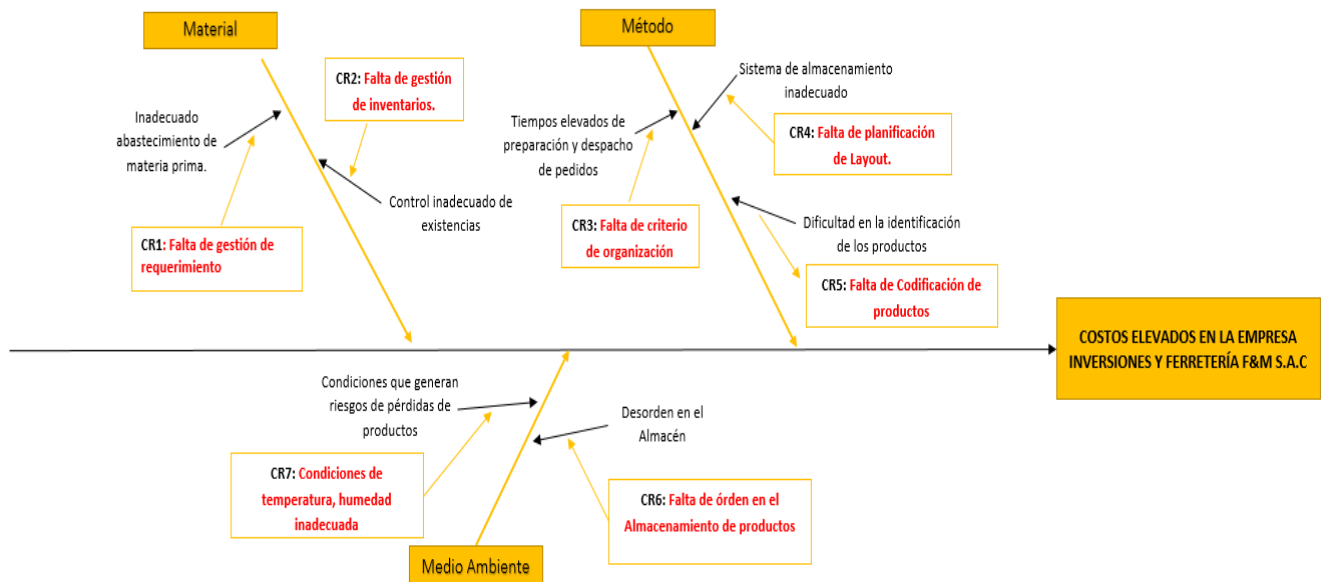 Material
Método
CR2: Falta de gestión
de inventarios.
Inadecuado
abastecimiento de
materia prima.
Control inadecuado de
existencias
CR1: Falta de gestión de
requerimiento
Sistema de almacenamiento
inadecuado
Tiempos elevados de
preparación y despacho
de pedidos
CR4: Falta de planificación
de Layout.
CR3: Falta de criterio
de organización
Dificultad en la identificación
de los productos
CR5: Falta de Codificación de
productos
COSTOS ELEVADOS EN LA EMPRESA
INVERSIONES Y FERRETERÍA F&M S.A.C
Condiciones que generan
riesgos de pérdidas de
productos
Desorden en el
Almacén
CR7: Condiciones de
temperatura, humedad
inadecuada
CR6: Falta de órden en el
Almacenamiento de productos
Medio Ambiente